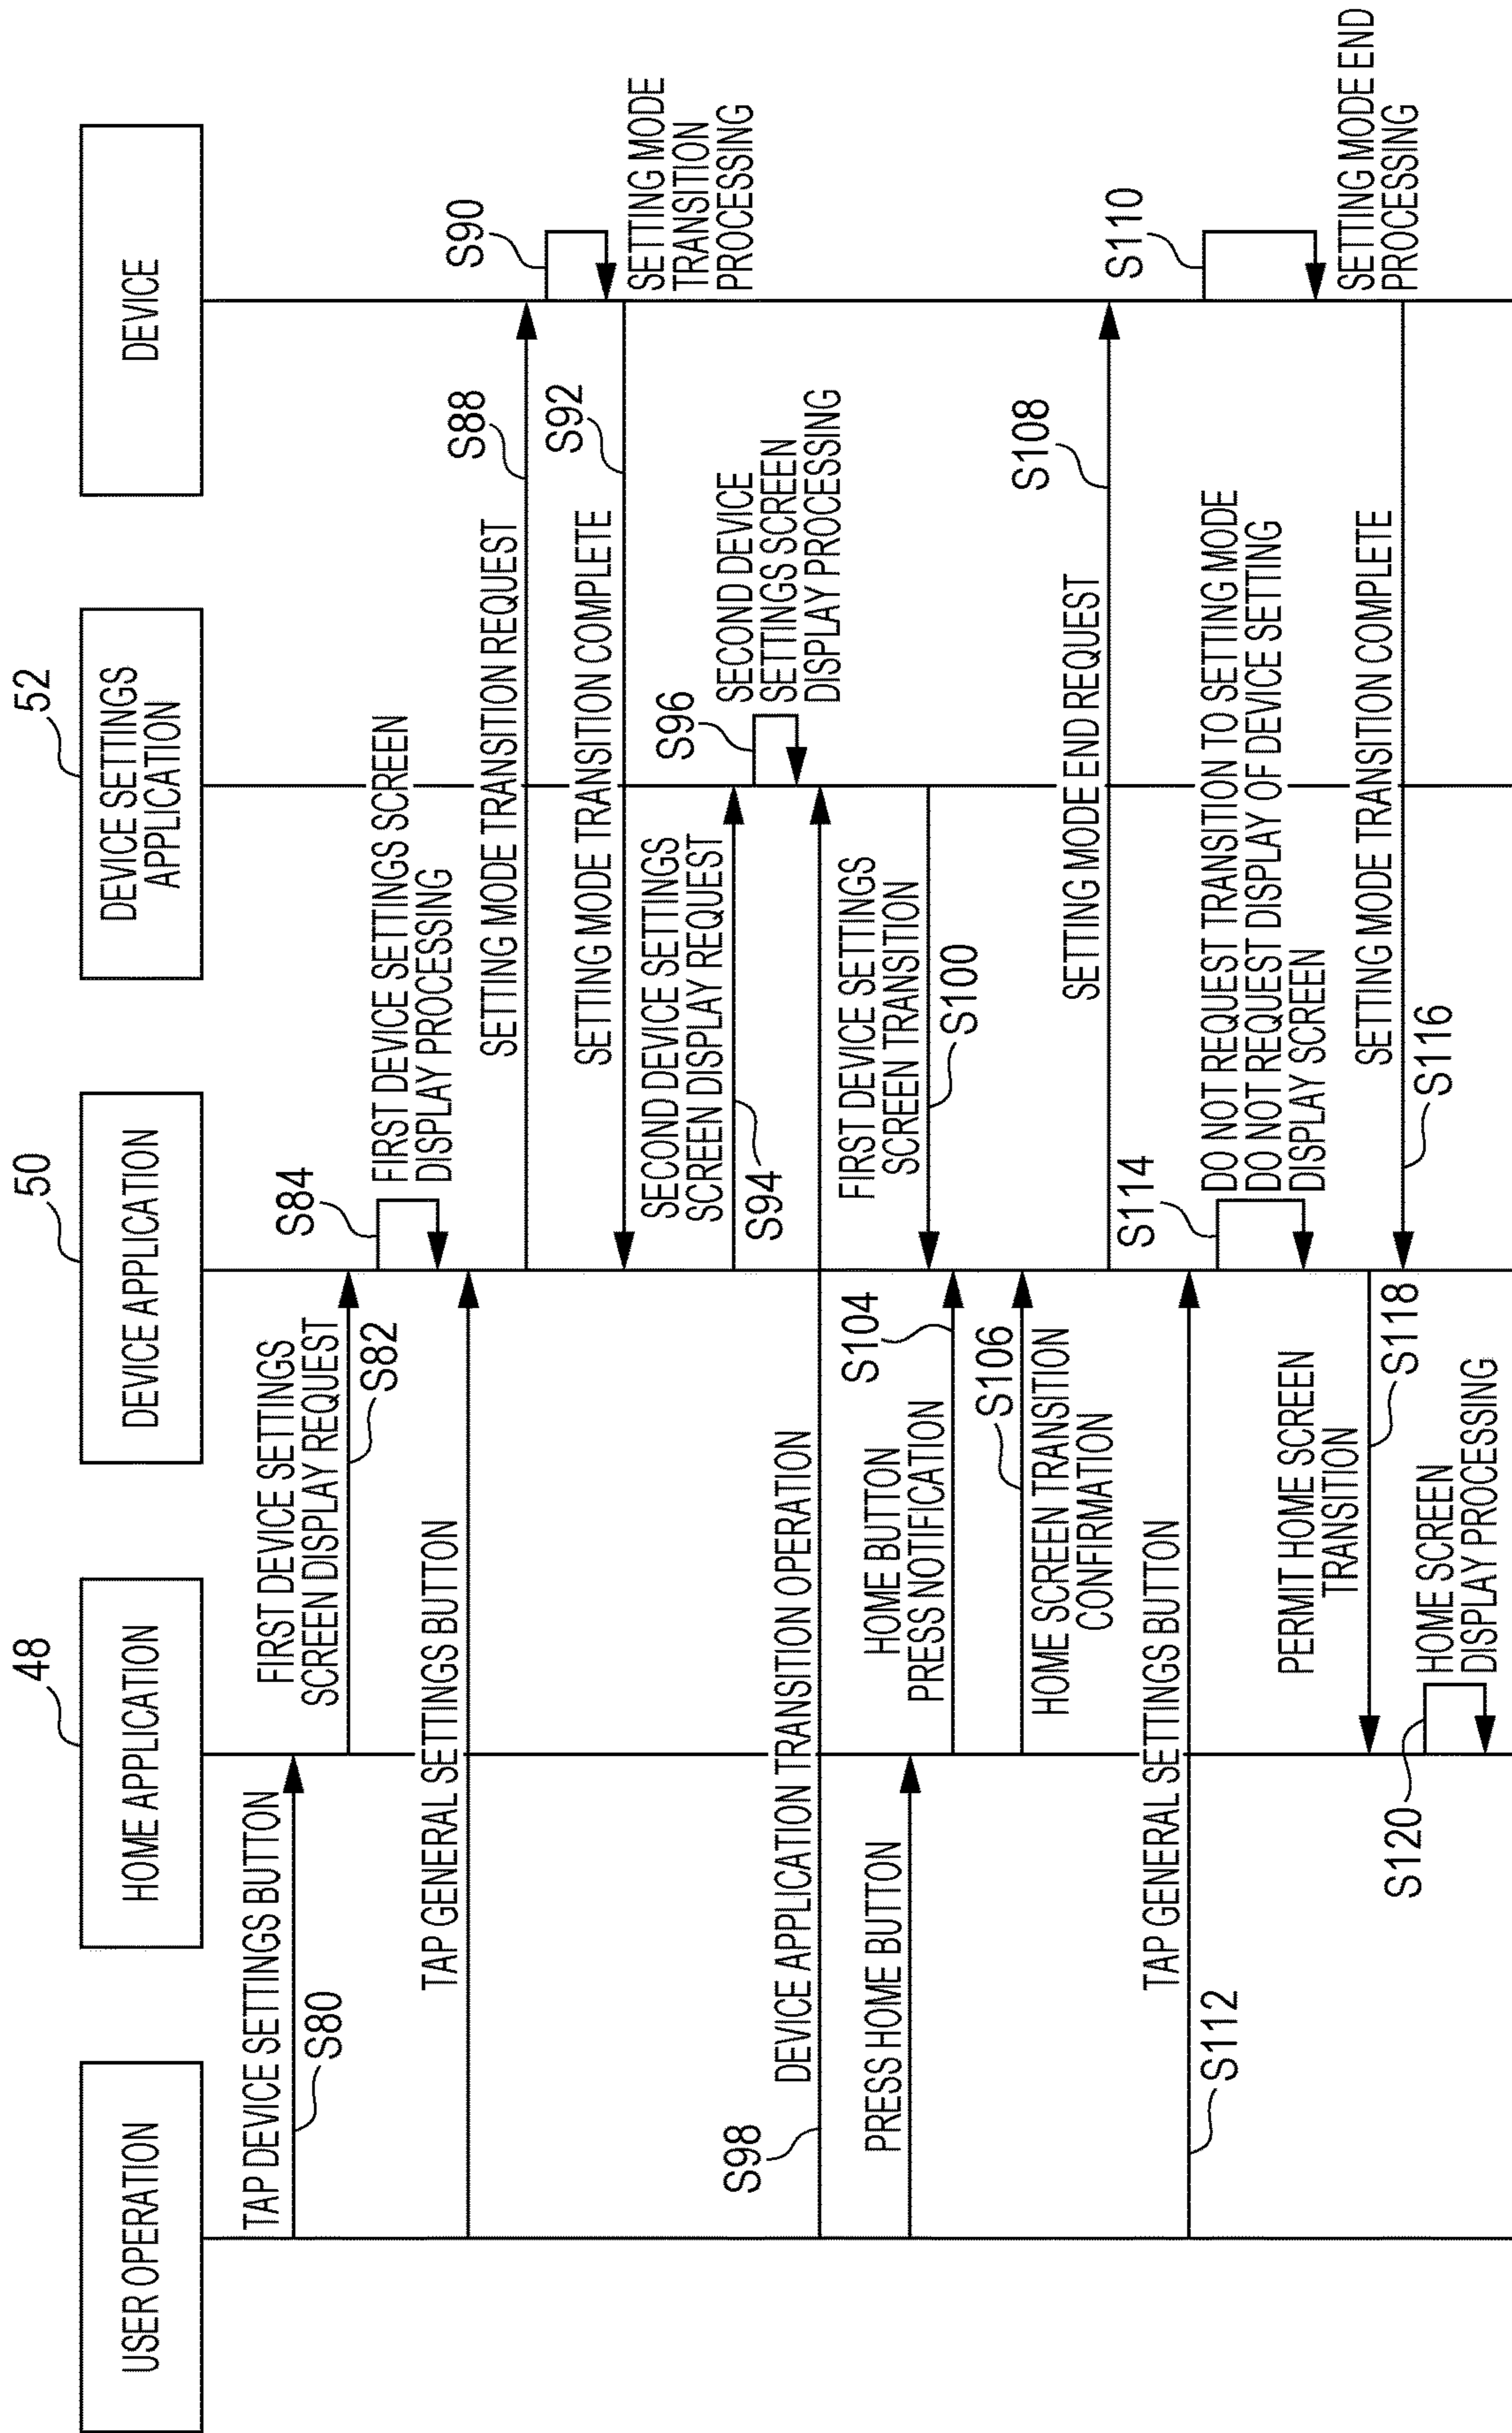 USER OPERATION
48
HOME APPLICATION
50
DEVICE APPLICATION
52
DEVICE SETTINGS
APPLICATION
DEVICE
TAP DEVICE SETTINGS BUTTON
S80
FIRST DEVICE SETTINGS
SCREEN DISPLAY REQUEST
S82
S84
FIRST DEVICE SETTINGS SCREEN
DISPLAY PROCESSING
TAP GENERAL SETTINGS BUTTON
SETTING MODE TRANSITION REQUEST
S88
S90
SETTING MODE
TRANSITION
PROCESSING
SETTING MODE TRANSITION COMPLETE
S92
SECOND DEVICE SETTINGS
SCREEN DISPLAY REQUEST
S94
S96
SECOND DEVICE
SETTINGS SCREEN
DISPLAY PROCESSING
DEVICE APPLICATION TRANSITION OPERATION
S98
FIRST DEVICE SETTINGS
SCREEN TRANSITION
S100
PRESS HOME BUTTON
HOME BUTTON
PRESS NOTIFICATION
S104
S106
HOME SCREEN TRANSITION
CONFIRMATION
SETTING MODE END REQUEST
S108
S110
SETTING MODE END
PROCESSING
TAP GENERAL SETTINGS BUTTON
S112
S114
DO NOT REQUEST TRANSITION TO SETTING MODE
DO NOT REQUEST DISPLAY OF DEVICE SETTING
DISPLAY SCREEN
SETTING MODE TRANSITION COMPLETE
S116
PERMIT HOME SCREEN
TRANSITION
S118
S120
HOME SCREEN
DISPLAY PROCESSING